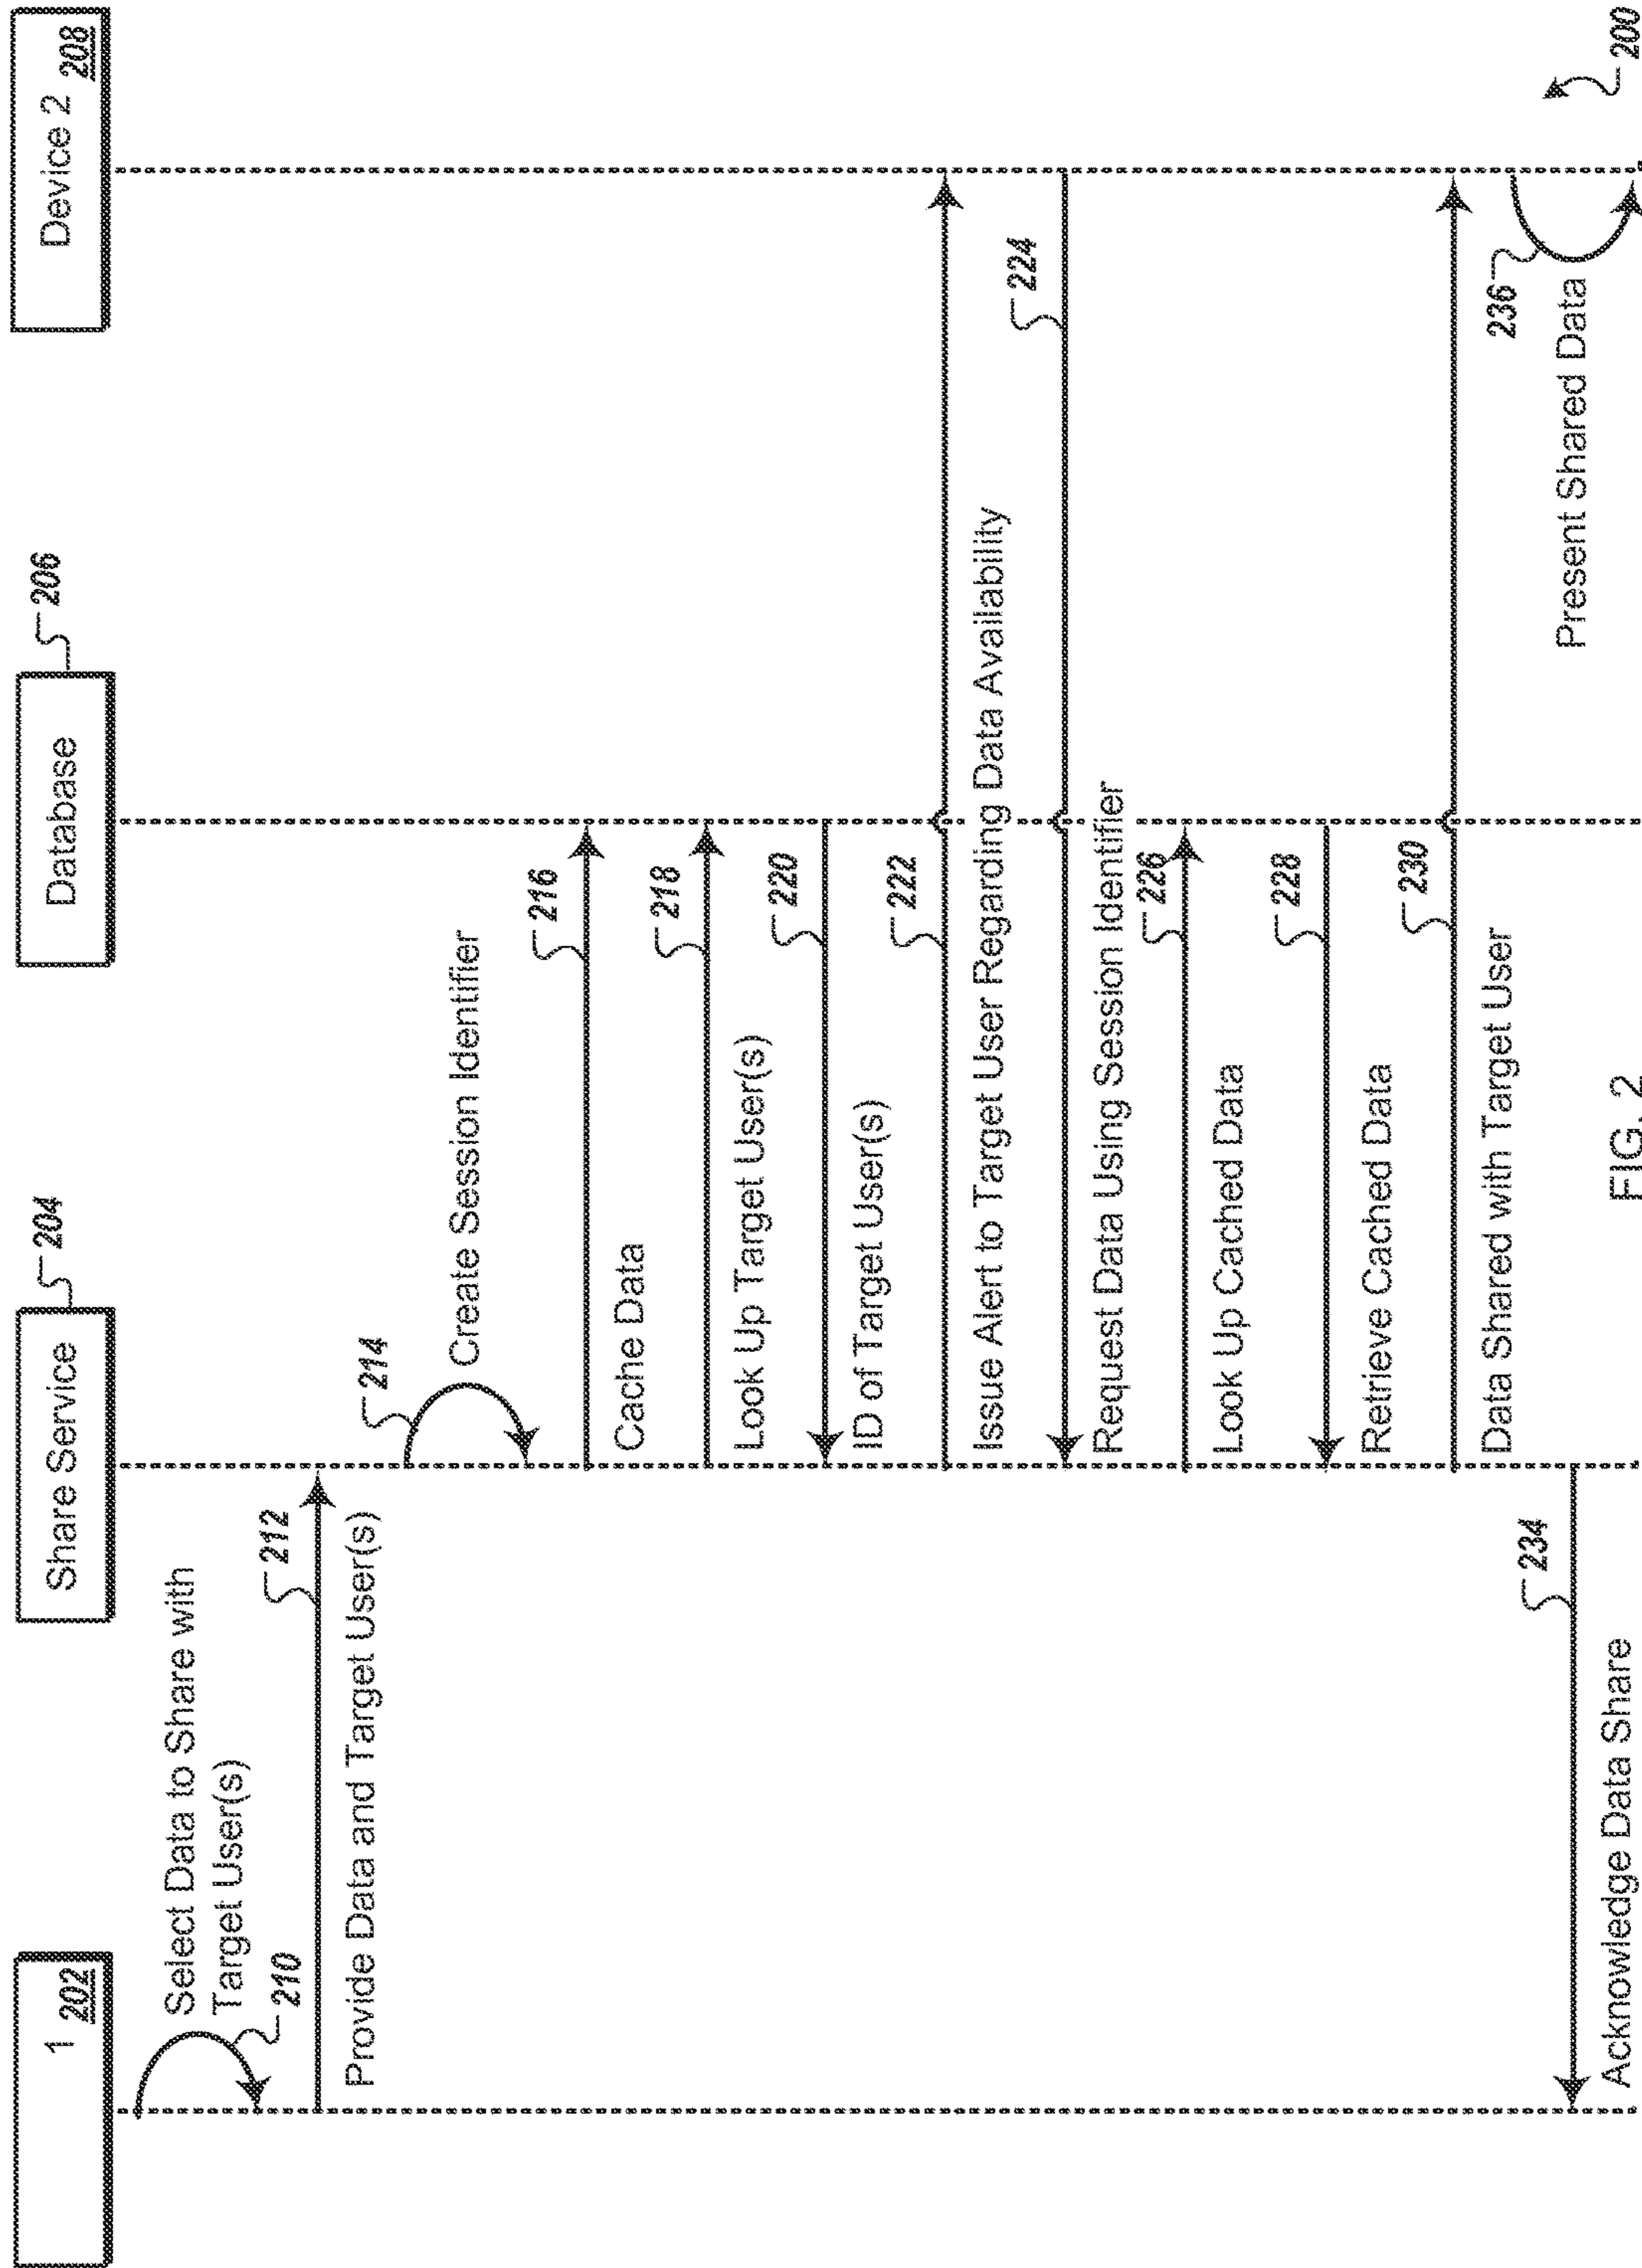 1
202
Share Service
204
Database
206
Device 2
208
Select Data to Share with
Target User(s)
210
212
Provide Data and Target User(s)
214
Create Session Identifier
216
Cache Data
218
Look Up Target User(s)
220
ID of Target User(s)
222
Issue Alert to Target User Regarding Data Availability
224
Request Data Using Session Identifier
226
Look Up Cached Data
228
Retrieve Cached Data
230
Data Shared with Target User
234
Acknowledge Data Share
236
Present Shared Data
200
FIG. 2